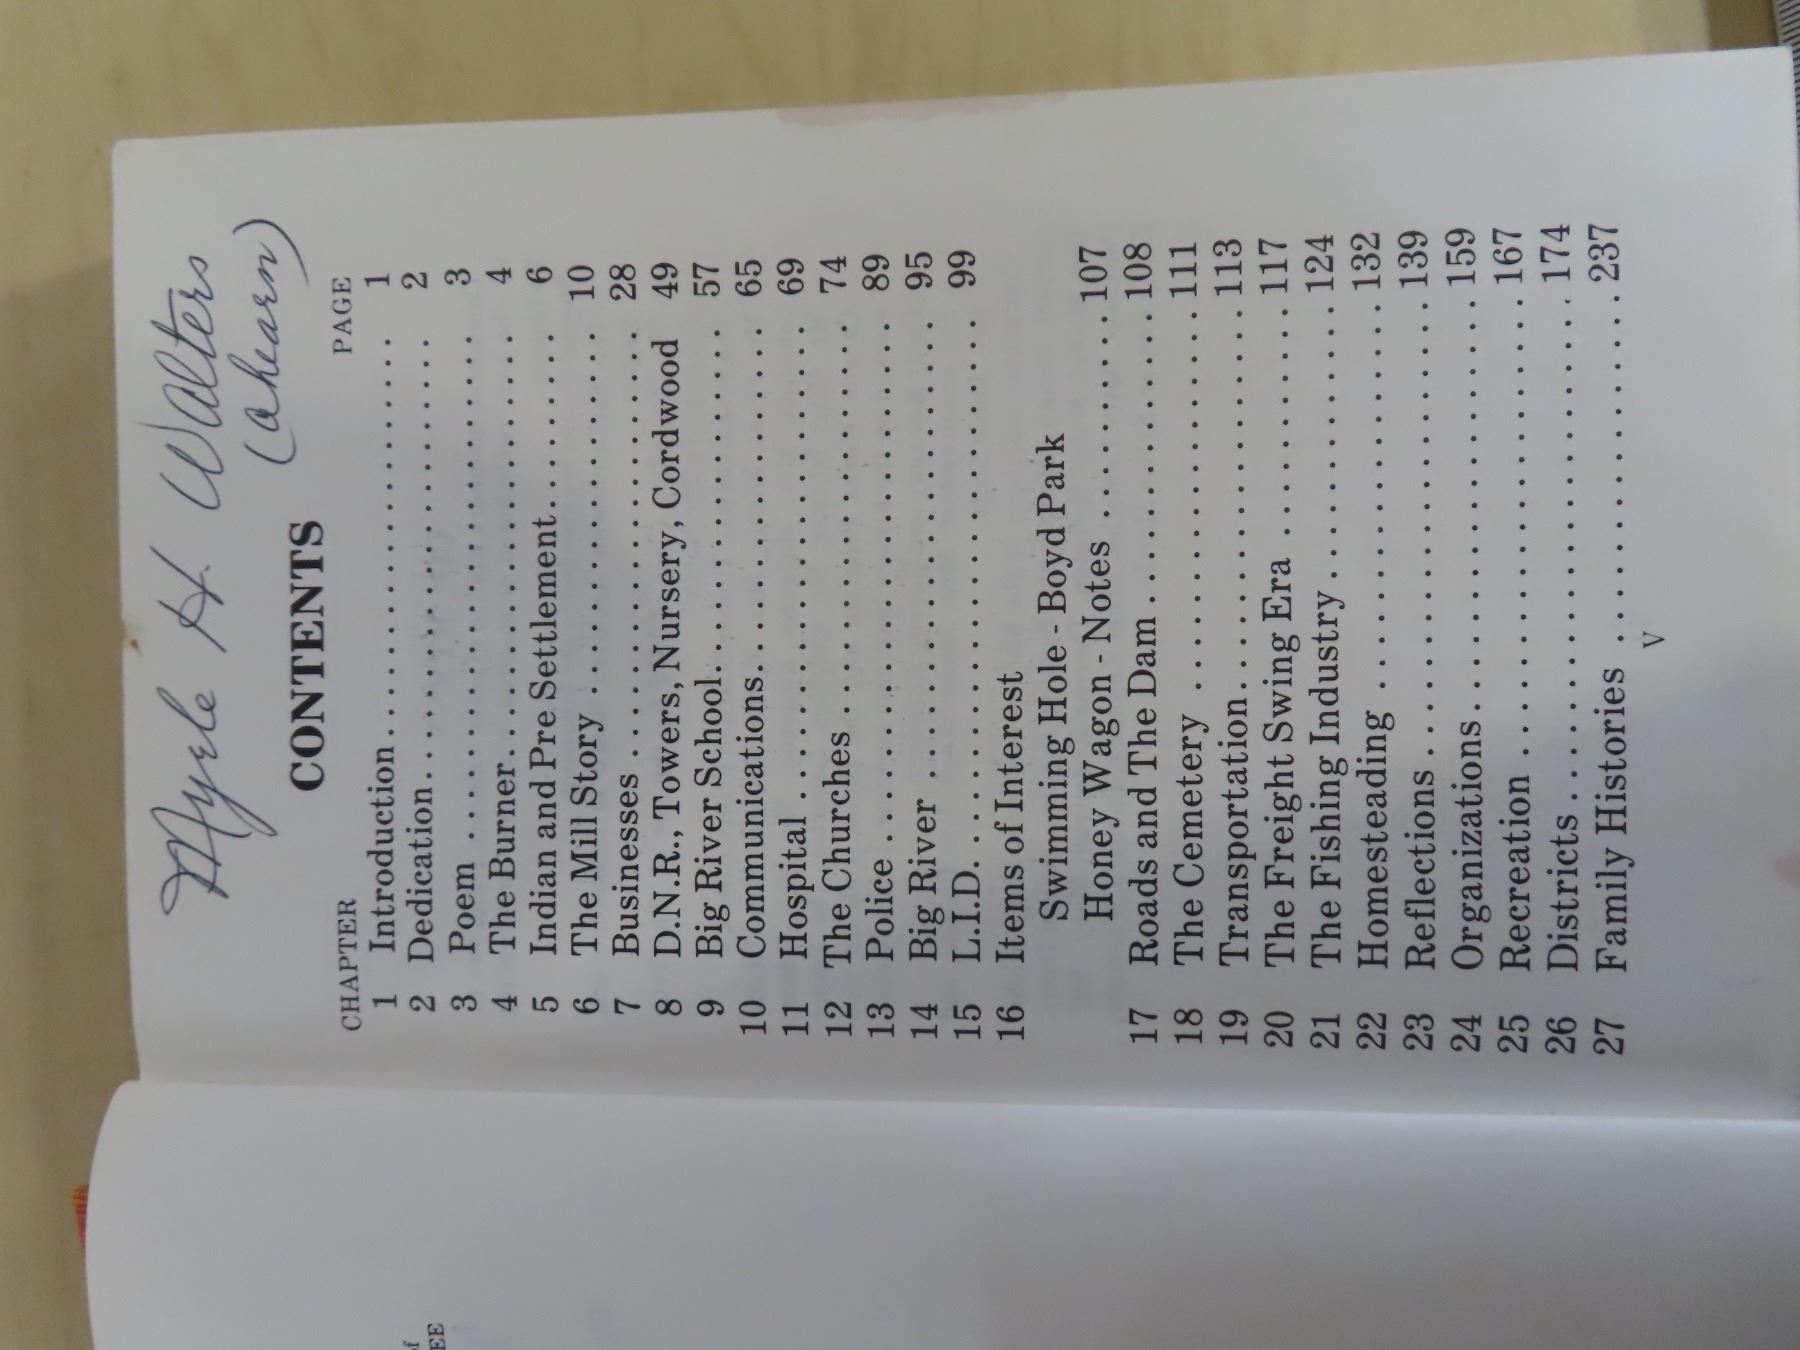 Myrle H. Walters
(Ahearn)
CONTENTS
CHAPTER PAGE
1 Introduction . . . . . . . . . . . . . . . . . . . . . . . . . 1
2 Dedication . . . . . . . . . . . . . . . . . . . . . . . . . 2
3 Poem . . . . . . . . . . . . . . . . . . . . . . . . . 3
4 The Burner . . . . . . . . . . . . . . . . . . . . . . . . . 4
5 Indian and Pre Settlement . . . . . . . . . . . 6
6 The Mill Story . . . . . . . . . . . . . . . . . . . . . 10
7 Businesses . . . . . . . . . . . . . . . . . . . . . . . . 28
8 D.N.R., Towers, Nursery, Cordwood 49
9 Big River School . . . . . . . . . . . . . . . . . . . . 57
10 Communications . . . . . . . . . . . . . . . . . . . . 65
11 Hospital . . . . . . . . . . . . . . . . . . . . . . . . . 69
12 The Churches . . . . . . . . . . . . . . . . . . . . . 74
13 Police . . . . . . . . . . . . . . . . . . . . . . . . . . 89
14 Big River . . . . . . . . . . . . . . . . . . . . . . . . 95
15 L.I.D. . . . . . . . . . . . . . . . . . . . . . . . . . 99
16 Items of Interest
Swimming Hole - Boyd Park
Honey Wagon - Notes . . . . . . . . . . . . 107
17 Roads and The Dam . . . . . . . . . . . . . . . . 108
18 The Cemetery . . . . . . . . . . . . . . . . . . . . 111
19 Transportation . . . . . . . . . . . . . . . . . . . . 113
20 The Freight Swing Era . . . . . . . . . . . . . 117
21 The Fishing Industry . . . . . . . . . . . . . . . 124
22 Homesteading . . . . . . . . . . . . . . . . . . . . 132
23 Reflections . . . . . . . . . . . . . . . . . . . . . . 139
24 Organizations . . . . . . . . . . . . . . . . . . . . 159
25 Recreation . . . . . . . . . . . . . . . . . . . . . . 167
26 Districts . . . . . . . . . . . . . . . . . . . . . . . . 174
27 Family Histories . . . . . . . . . . . . . . . . . . 237
V
of
EE